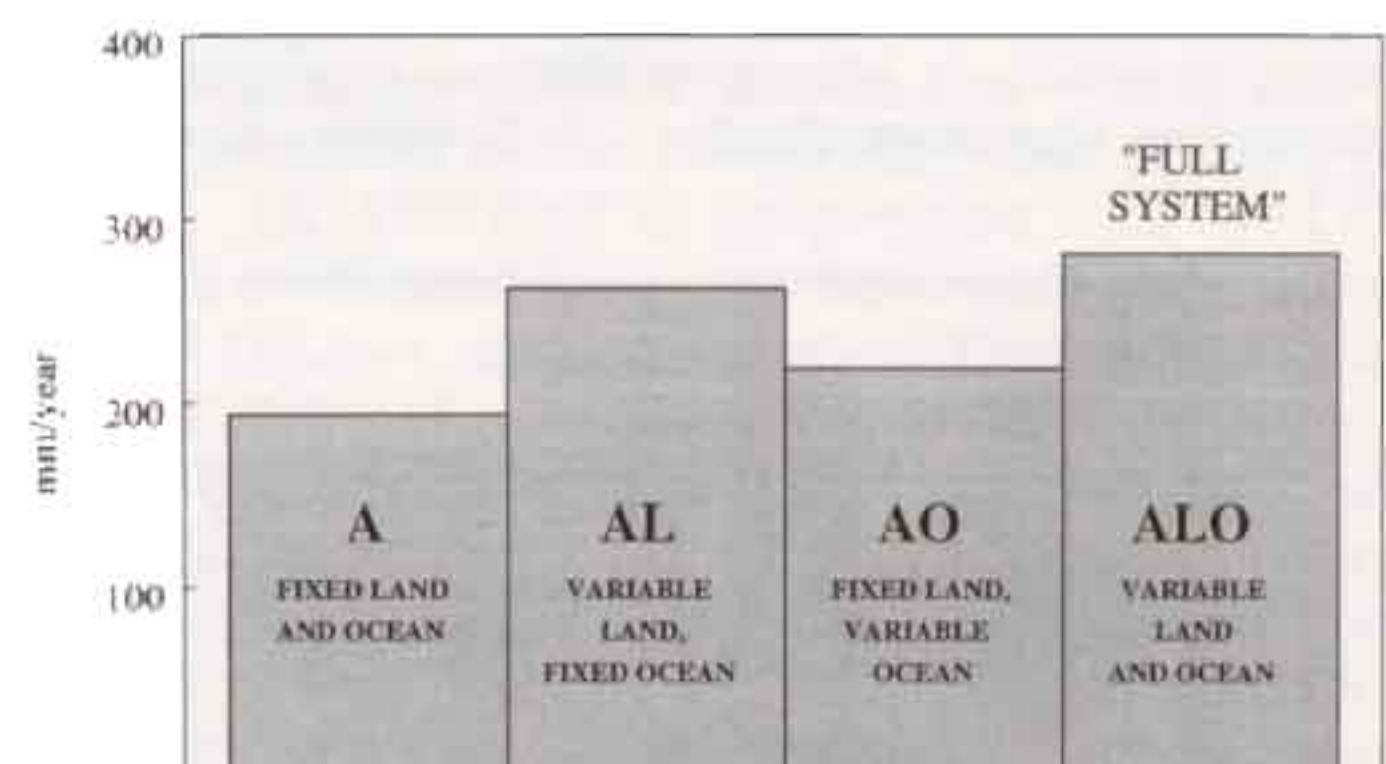 400
300
200
100
mm/year
"FULL
SYSTEM"
A
FIXED LAND
AND OCEAN
AL
VARIABLE
LAND,
FIXED OCEAN
AO
FIXED LAND,
VARIABLE
OCEAN
ALO
VARIABLE
LAND
AND OCEAN